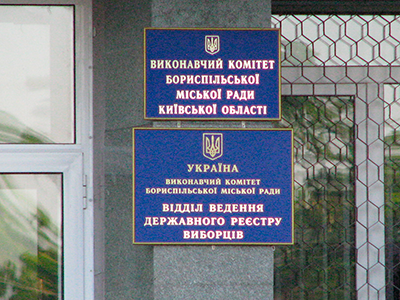 ВИКОНАВЧИЙ КОМІТЕТ
БОРИСПІЛЬСЬКОЇ
МІСЬКОЇ РАДИ
КИЇВСЬКОЇ ОБЛАСТІ
УКРАЇНА
ВИКОНАВЧИЙ КОМІТЕТ
БОРИСПІЛЬСЬКОЇ МІСЬКОЇ РАДИ
ВІДДІЛ ВЕДЕННЯ
ДЕРЖАВНОГО РЕЄСТРУ
ВИБОРЦІВ